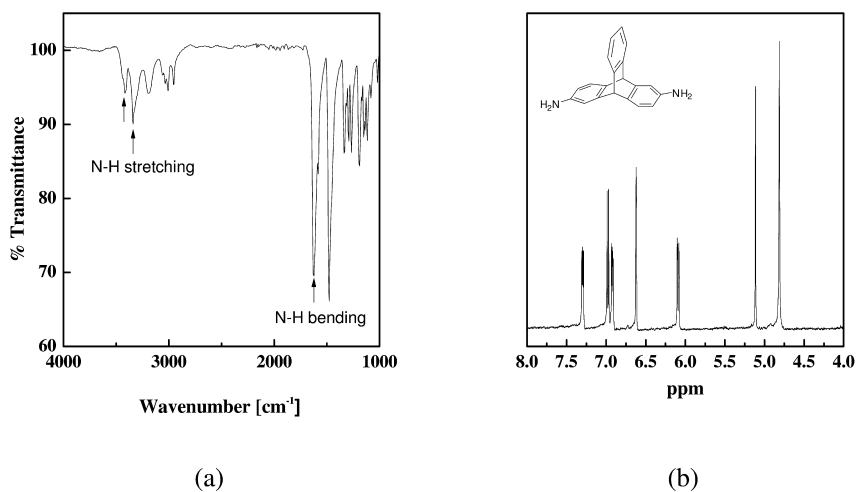 100
90
80
70
60
4000
3000
2000
1000
% Transmittance
Wavenumber [cm⁻¹]
N-H stretching
N-H bending
(a)
H₂N
NH₂
8.0
7.5
7.0
6.5
6.0
5.5
5.0
4.5
4.0
ppm
(b)